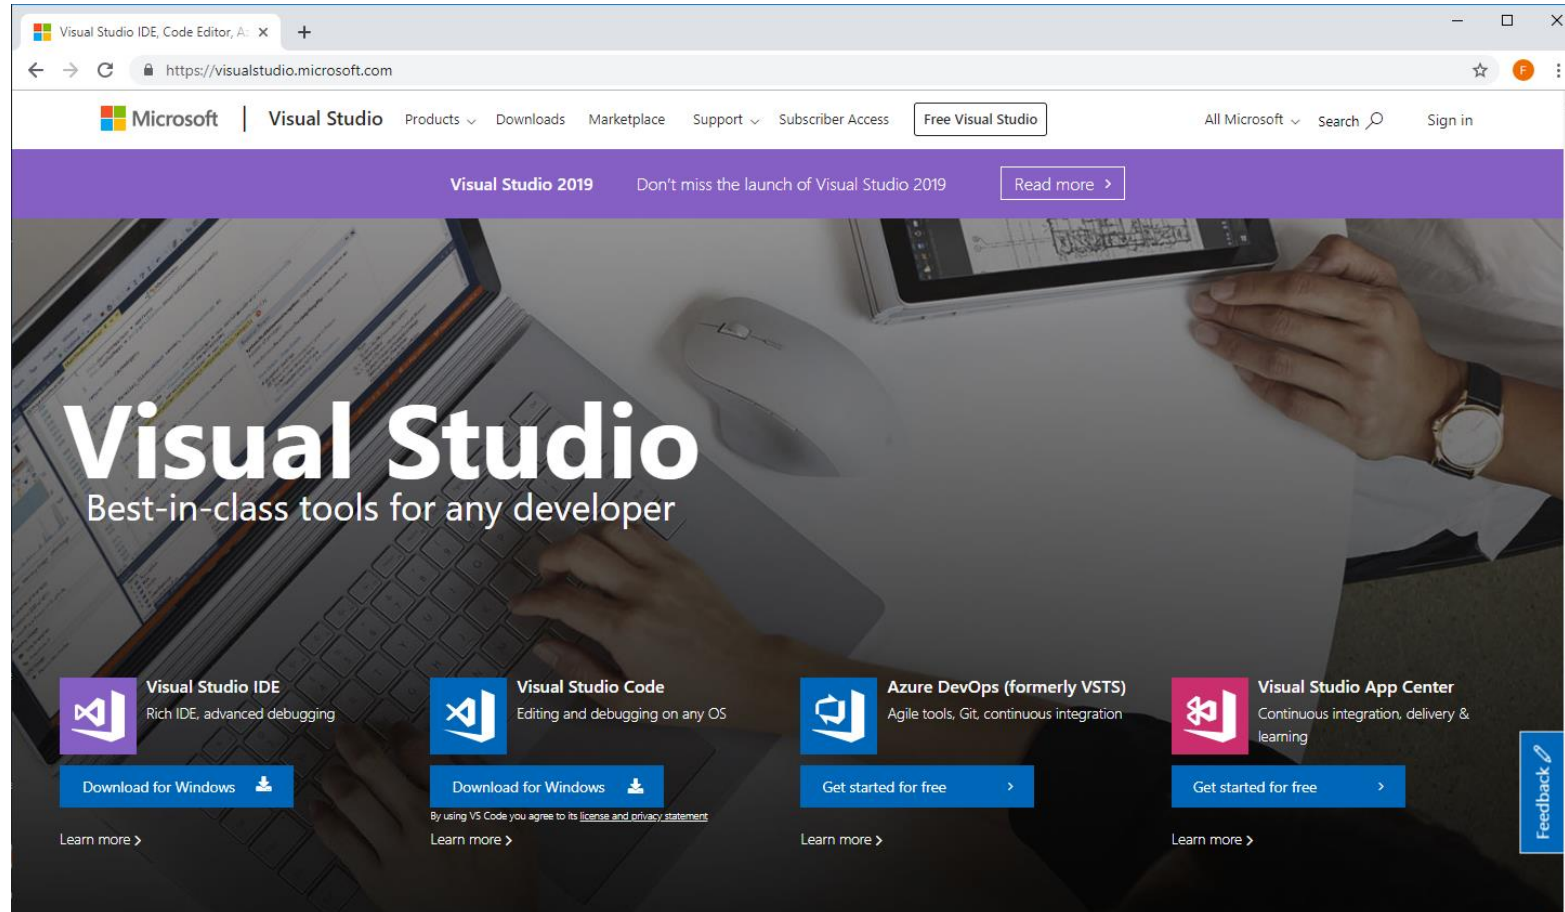 Visual Studio IDE, Code Editor, A
https://visualstudio.microsoft.com
F
Microsoft Visual Studio Products Downloads Marketplace Support Subscriber Access Free Visual Studio All Microsoft Search Sign in
Visual Studio 2019 Don't miss the launch of Visual Studio 2019 Read more
Visual Studio
Best-in-class tools for any developer
Visual Studio IDE
Rich IDE, advanced debugging
Download for Windows
Learn more
Visual Studio Code
Editing and debugging on any OS
Download for Windows
By using VS Code you agree to its license and privacy statement
Learn more
Azure DevOps (formerly VSTS)
Agile tools, Git, continuous integration
Get started for free
Learn more
Visual Studio App Center
Continuous integration, delivery &
learning
Get started for free
Learn more
Feedback